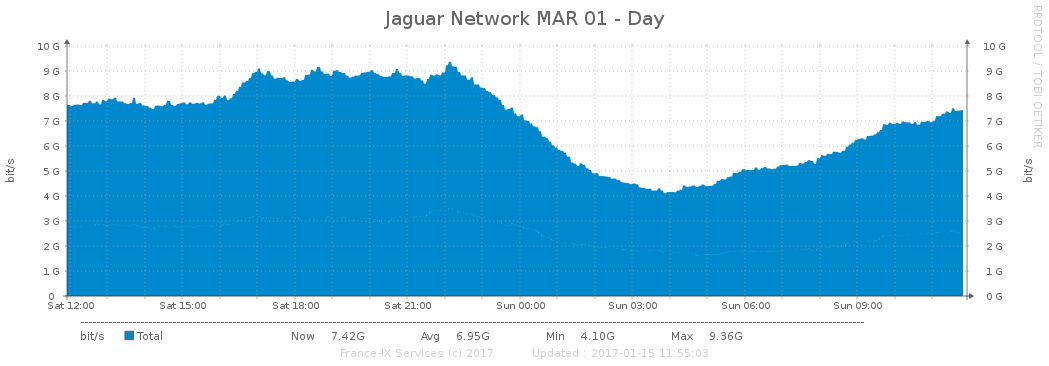 Jaguar Network MAR 01 - Day
RRDTOOL / TOBI OETIKER
bit/s
10 G
9 G
8 G
7 G
6 G
5 G
4 G
3 G
2 G
1 G
0
10 G
9 G
8 G
7 G
6 G
5 G
4 G
3 G
2 G
1 G
0 G
bit/s
Sat 12:00 Sat 15:00 Sat 18:00 Sat 21:00 Sun 00:00 Sun 03:00 Sun 06:00 Sun 09:00
bit/s Total Now 7.42G Avg 6.95G Min 4.10G Max 9.36G
France-IX Services (c) 2017 Updated : 2017-01-15 11:55:03